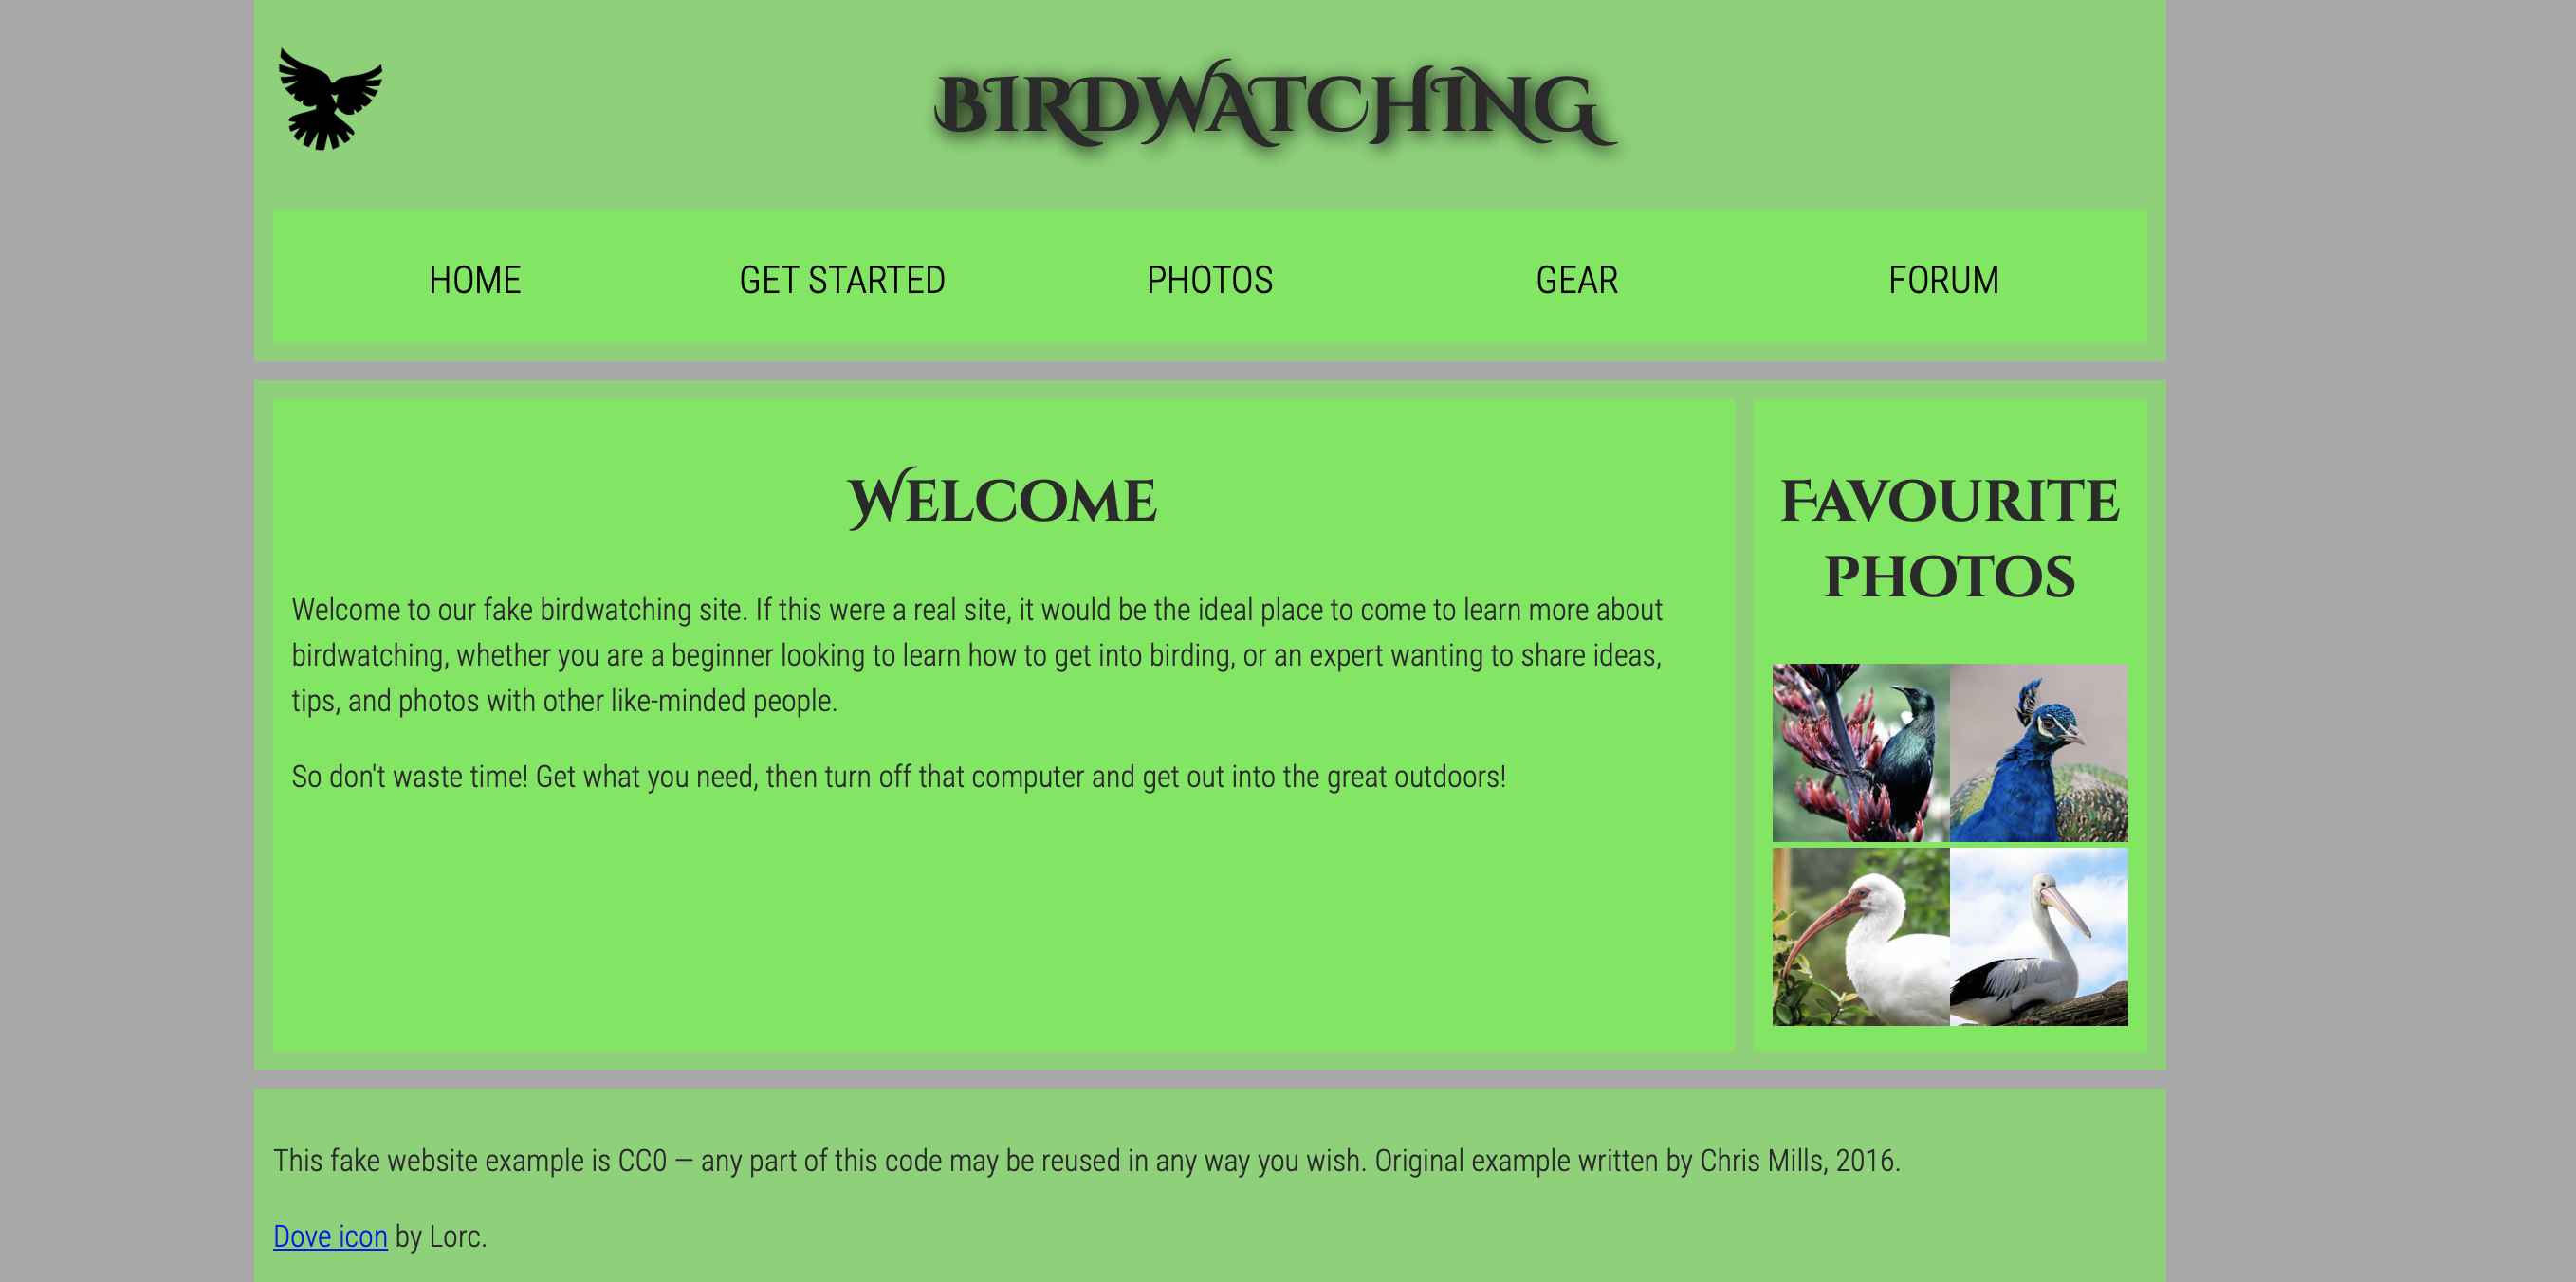 BIRDWATCHING
HOME
GET STARTED
PHOTOS
GEAR
FORUM
Welcome
Welcome to our fake birdwatching site. If this were a real site, it would be the ideal place to come to learn more about
birdwatching, whether you are a beginner looking to learn how to get into birding, or an expert wanting to share ideas,
tips, and photos with other like-minded people.
So don't waste time! Get what you need, then turn off that computer and get out into the great outdoors!
Favourite
photos
This fake website example is CC0 — any part of this code may be reused in any way you wish. Original example written by Chris Mills, 2016.
Dove icon by Lorc.